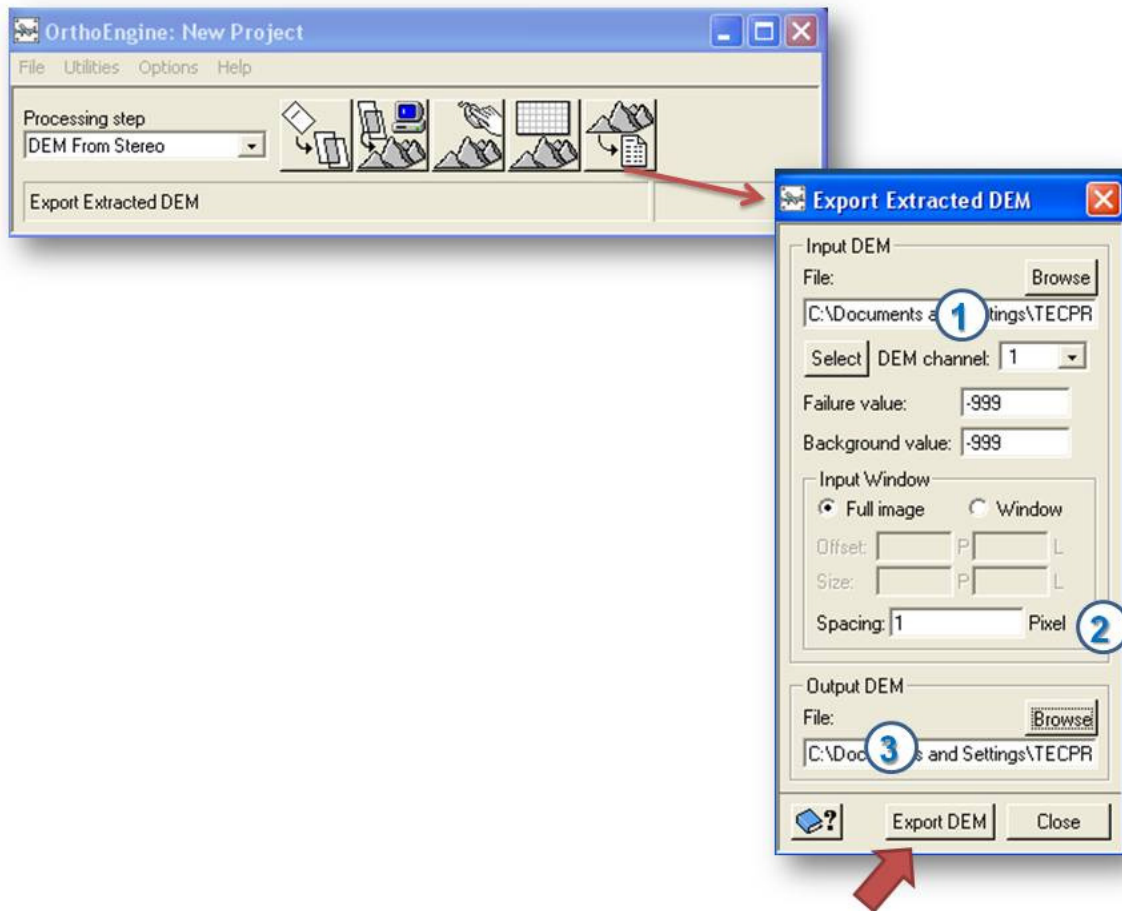 OrthoEngine: New Project
File Utilities Options Help
Processing step
DEM From Stereo
Export Extracted DEM
Export Extracted DEM
Input DEM
File: Browse
C:\Documents a tings\TECPR
1
Select DEM channel: 1
Failure value: -999
Background value: -999
Input Window
Full image Window
Offset: P L
Size: P L
Spacing: 1 Pixel 2
Output DEM
File: Browse
C:\Doc s and Settings\TECPR
3
? Export DEM Close